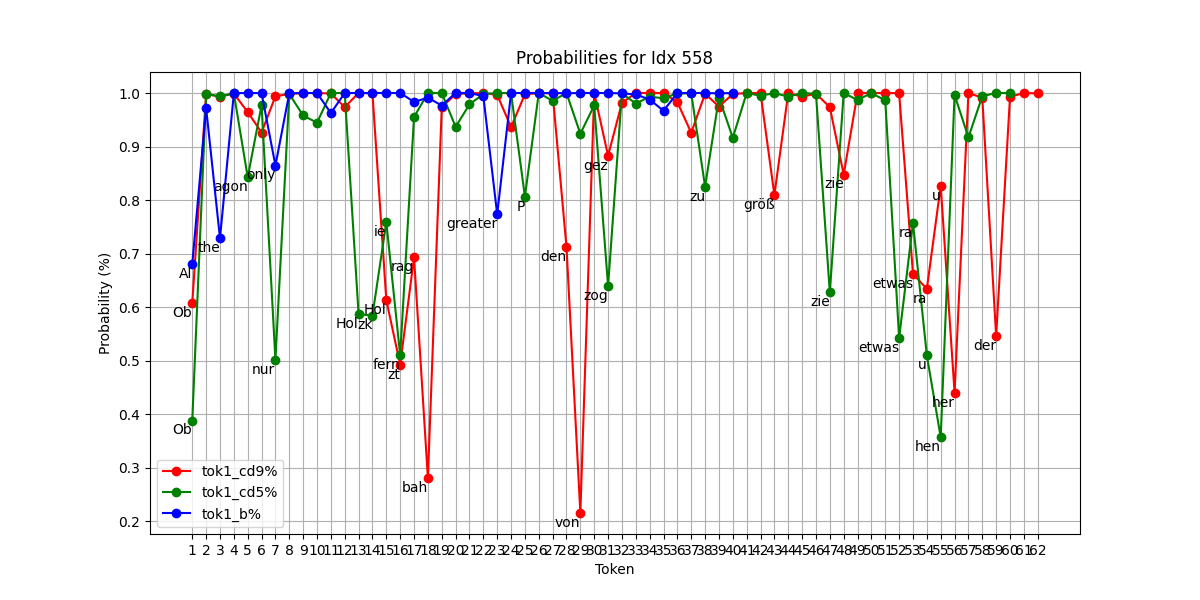 Probabilities for Idx 558
Probability (%)
1.0
0.9
0.8
0.7
0.6
0.5
0.4
0.3
0.2
Al
Ob
Ob
the
agon
only
nur
Hol
zk
ie
Hol
fern
zt
rag
bah
greater
P
den
von
gez
zog
zu
größ
zie
zie
etwas
ra
etwas
ra
u
u
hen
her
der
tok1_cd9%
tok1_cd5%
tok1_b%
1 2 3 4 5 6 7 8 9 10 11 12 13 14 15 16 17 18 19 20 21 22 23 24 25 26 27 28 29 30 31 32 33 34 35 36 37 38 39 40 41 42 43 44 45 46 47 48 49 50 51 52 53 54 55 56 57 58 59 60 61 62
Token